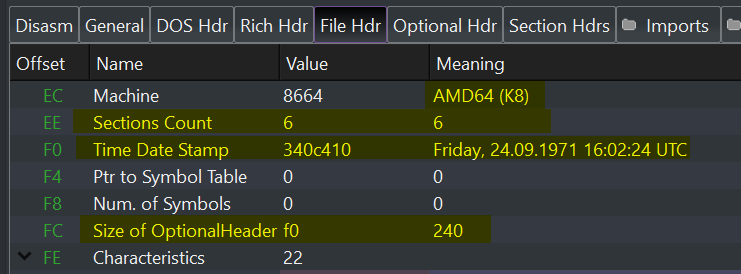 Disasm General DOS Hdr Rich Hdr File Hdr Optional Hdr Section Hdrs Imports
Offset Name Value Meaning
EC Machine 8664 AMD64 (K8)
EE Sections Count 6 6
F0 Time Date Stamp 340c410 Friday, 24.09.1971 16:02:24 UTC
F4 Ptr to Symbol Table 0 0
F8 Num. of Symbols 0 0
FC Size of OptionalHeader f0 240
FE Characteristics 22